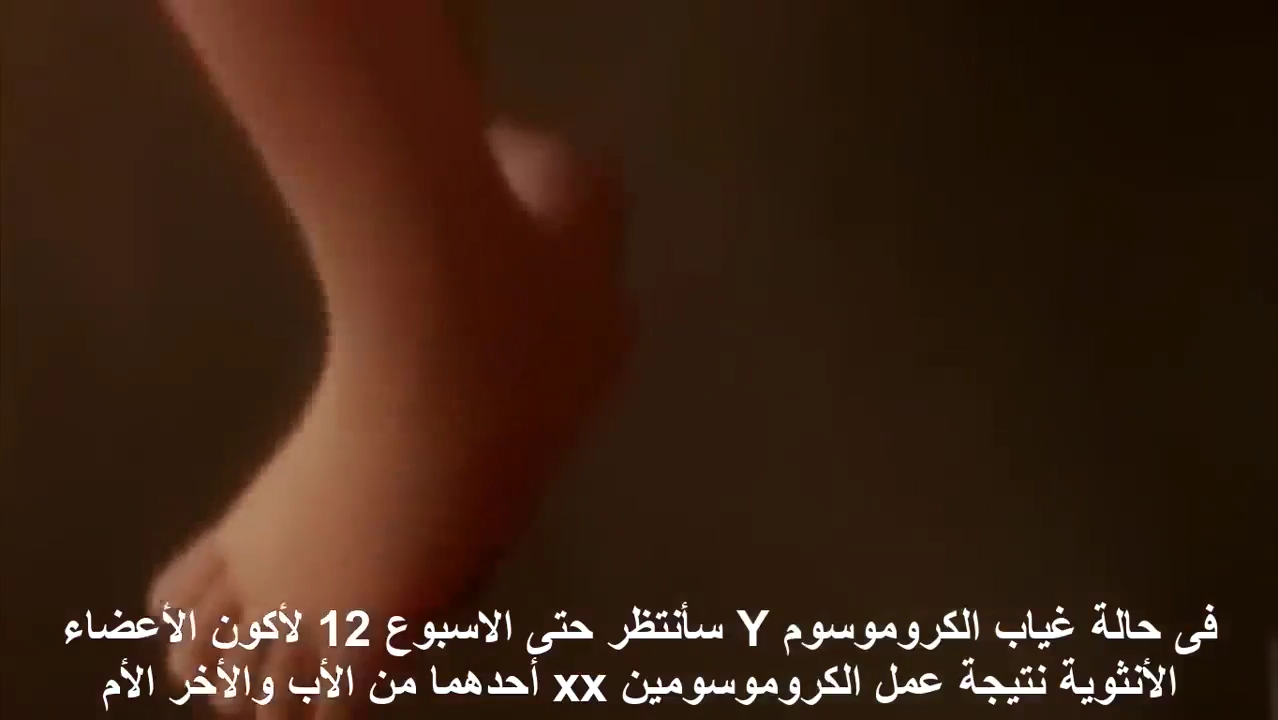 فى حالة غياب الكروموسوم Y سأنتظر حتى الاسبوع 12 لأكون الأعضاء
الأنثوية نتيجة عمل الكروموسومين xx أحدهما من الأب والأخر الأم